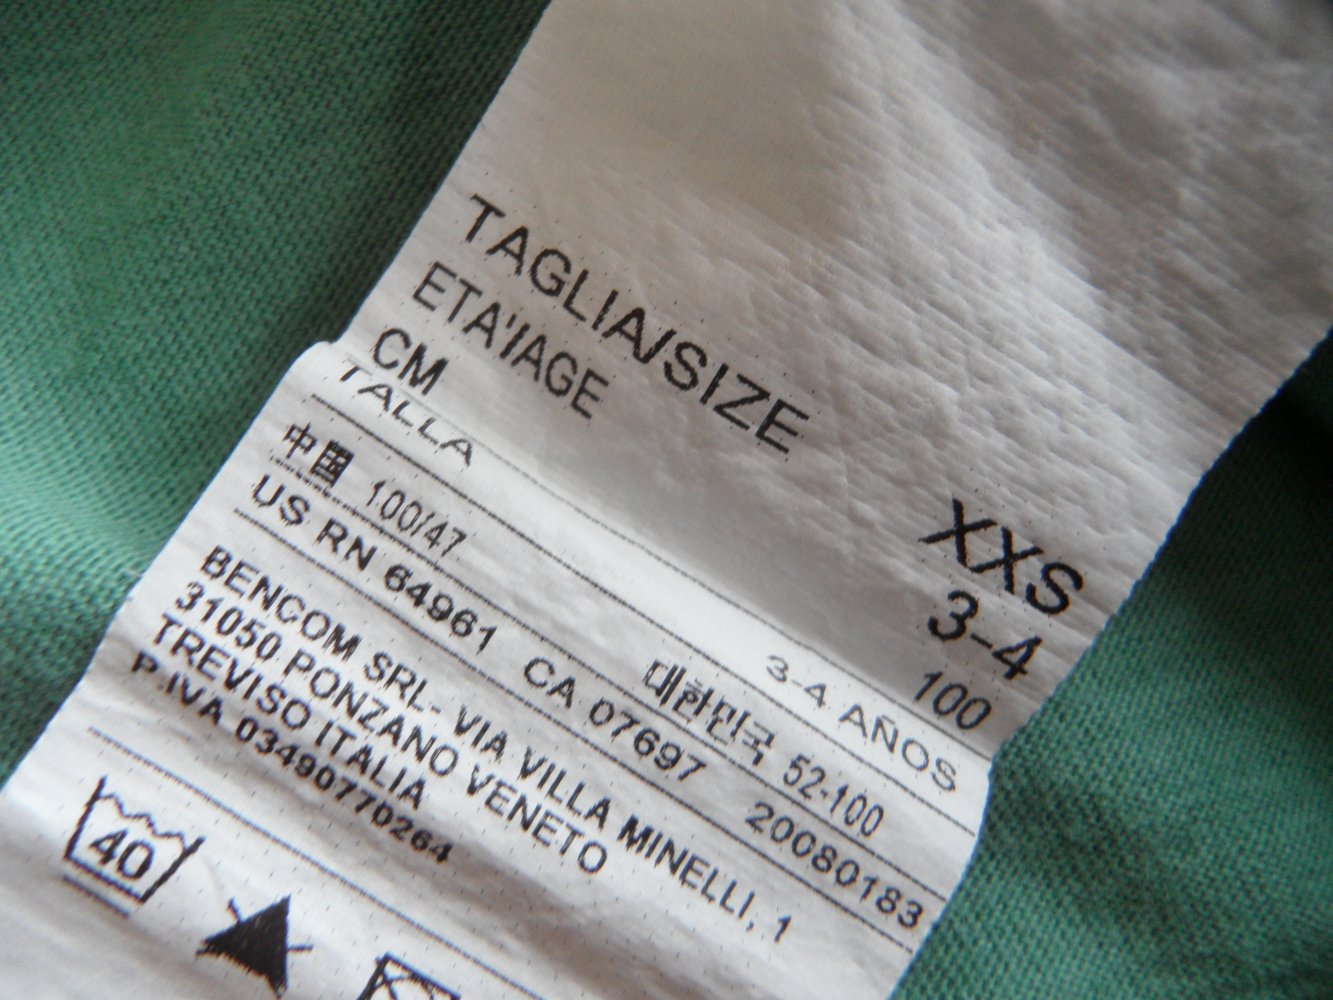 TAGLIA/SIZE XXS
ETA'/AGE 3-4
CM 100
TALLA 3-4 AÑOS
中国 100/47 대한민국 52-100
US RN 64961 CA 07697 20080183
BENCOM SRL- VIA VILLA MINELLI, 1
31050 PONZANO VENETO
TREVISO ITALIA
P.IVA 03490770264
40